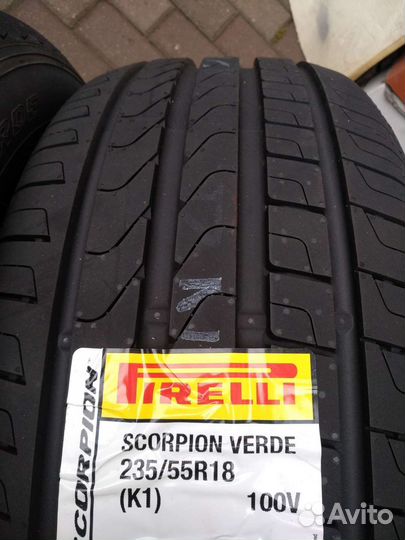 PIRELLI
SCORPION VERDE
235/55R18
(K1) 100V
SCORPION
Avito